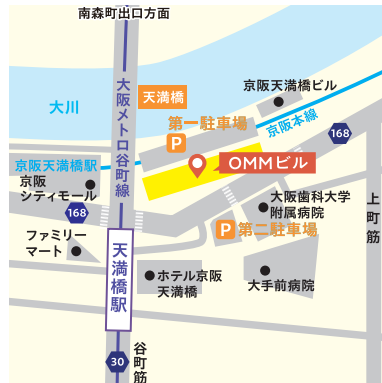 南森町出口方面
大川
天満橋
京阪天満橋ビル
第一駐車場
P
京阪本線
168
大阪メトロ谷町線
京阪天満橋駅
京阪
シティモール
OMMビル
168
大阪歯科大学
附属病院
上町筋
ファミリー
マート
P 第二駐車場
天満橋駅
ホテル京阪
天満橋
大手前病院
30
谷町筋